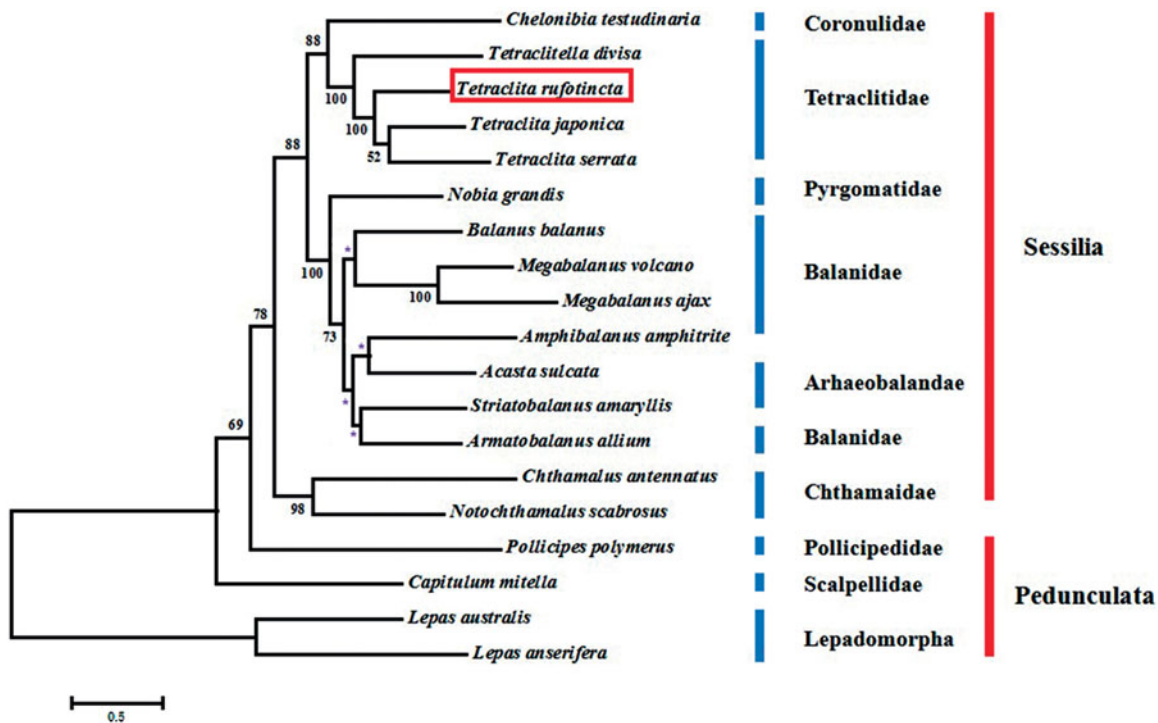 Chelonibia testudinaria
Coronulidae
88
Tetraclitella divisa
100
Tetraclita rufotincta
Tetraclitidae
100
Tetraclita japonica
52
Tetraclita serrata
88
Nobia grandis
Pyrgomatidae
Balanus balanus
*
Sessilia
100
Megabalanus volcano
Balanidae
100
Megabalanus ajax
78
73
Amphibalanus amphitrite
*
Acasta sulcata
Arhaeobalandae
*
Striatobalanus amaryllis
*
69
Armatobalanus allium
Balanidae
Chthamalus antennatus
Chthamaidae
98
Notochthamalus scabrosus
Pollicipes polymerus
Pollicipedidae
Capitulum mitella
Scalpellidae
Pedunculata
Lepas australis
Lepadomorpha
Lepas anserifera
0.5